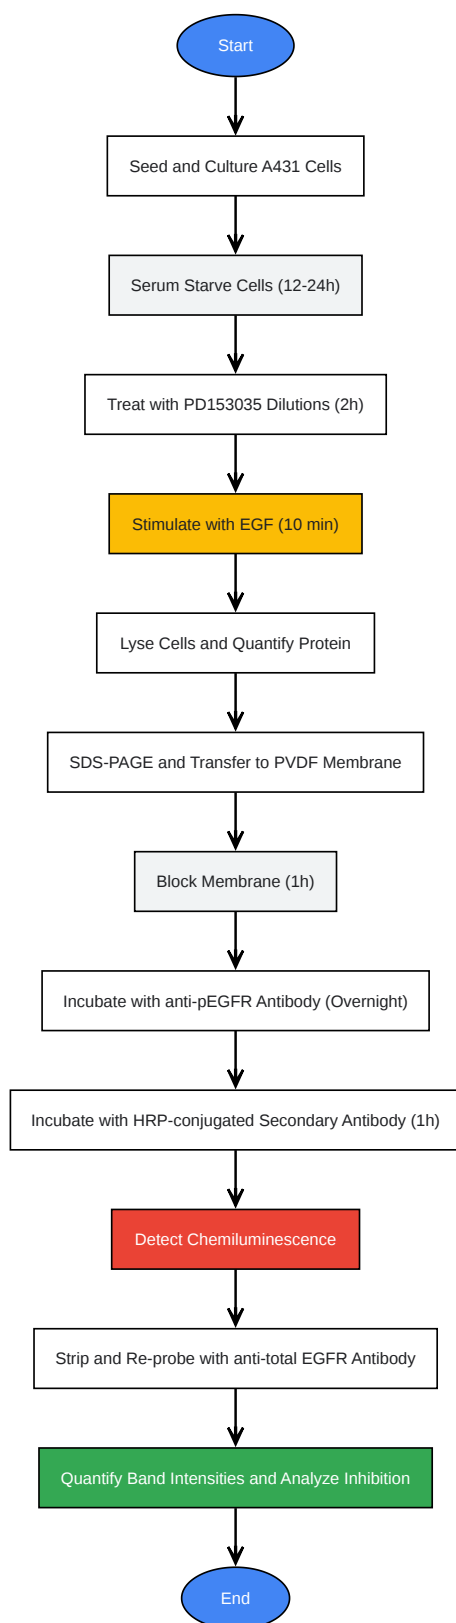 Start
Seed and Culture A431 Cells
Serum Starve Cells (12-24h)
Treat with PD153035 Dilutions (2h)
Stimulate with EGF (10 min)
Lyse Cells and Quantify Protein
SDS-PAGE and Transfer to PVDF Membrane
Block Membrane (1h)
Incubate with anti-pEGFR Antibody (Overnight)
Incubate with HRP-conjugated Secondary Antibody (1h)
Detect Chemiluminescence
Strip and Re-probe with anti-total EGFR Antibody
Quantify Band Intensities and Analyze Inhibition
End